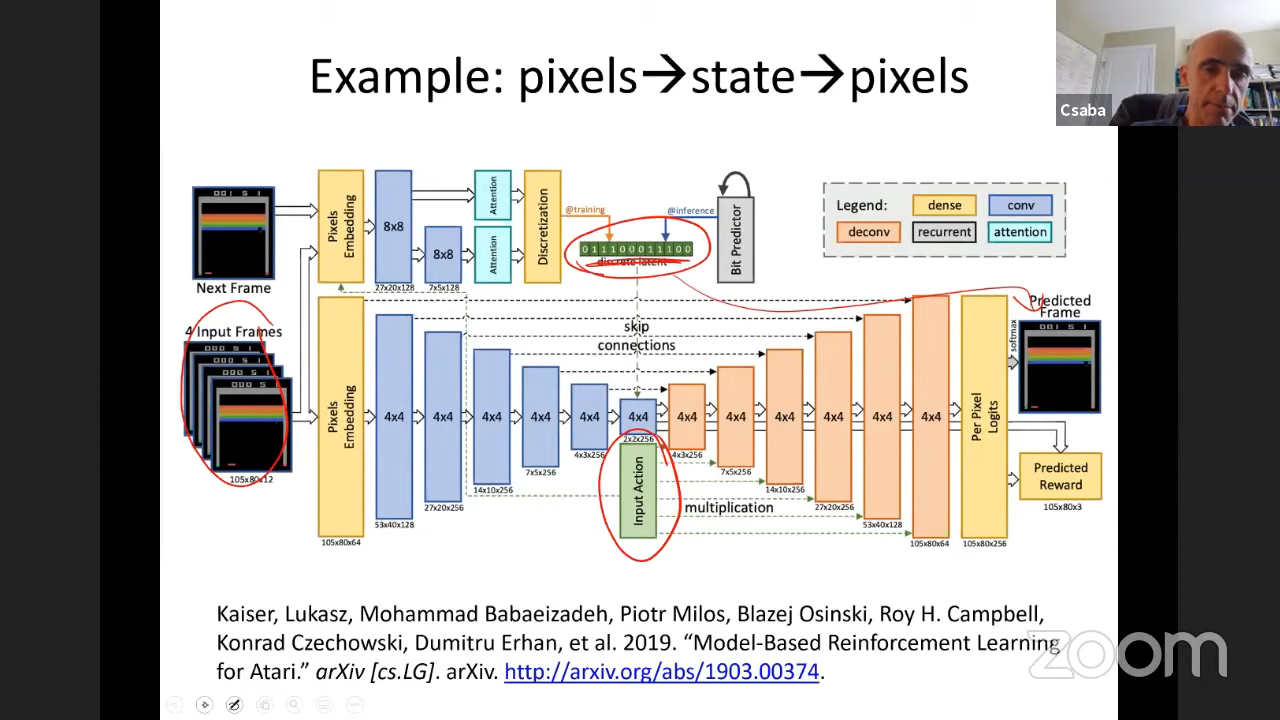 Example: pixels→state→pixels
Csaba
Next Frame
4 Input Frames
105x80x12
Pixels Embedding
8x8
27x20x128
8x8
7x5x128
Attention
Attention
Discretization
@training
@inference
0 1 1 1 0 0 0 1 1 1 0 0
discrete latent
Bit Predictor
Legend:
dense
conv
deconv
recurrent
attention
Pixels Embedding
105x80x64
4x4
53x40x128
4x4
27x20x256
4x4
14x10x256
4x4
7x5x256
4x4
4x3x256
4x4
2x2x256
Input Action
skip
connections
multiplication
4x4
4x3x256
4x4
7x5x256
4x4
14x10x256
4x4
27x20x256
4x4
53x40x128
4x4
105x80x64
Per Pixel Logits
105x80x256
softmax
Predicted
Frame
Predicted
Reward
105x80x3
Kaiser, Lukasz, Mohammad Babaeizadeh, Piotr Milos, Blazej Osinski, Roy H. Campbell,
Konrad Czechowski, Dumitru Erhan, et al. 2019. “Model-Based Reinforcement Learning
for Atari.” arXiv [cs.LG]. arXiv. http://arxiv.org/abs/1903.00374.
zoom